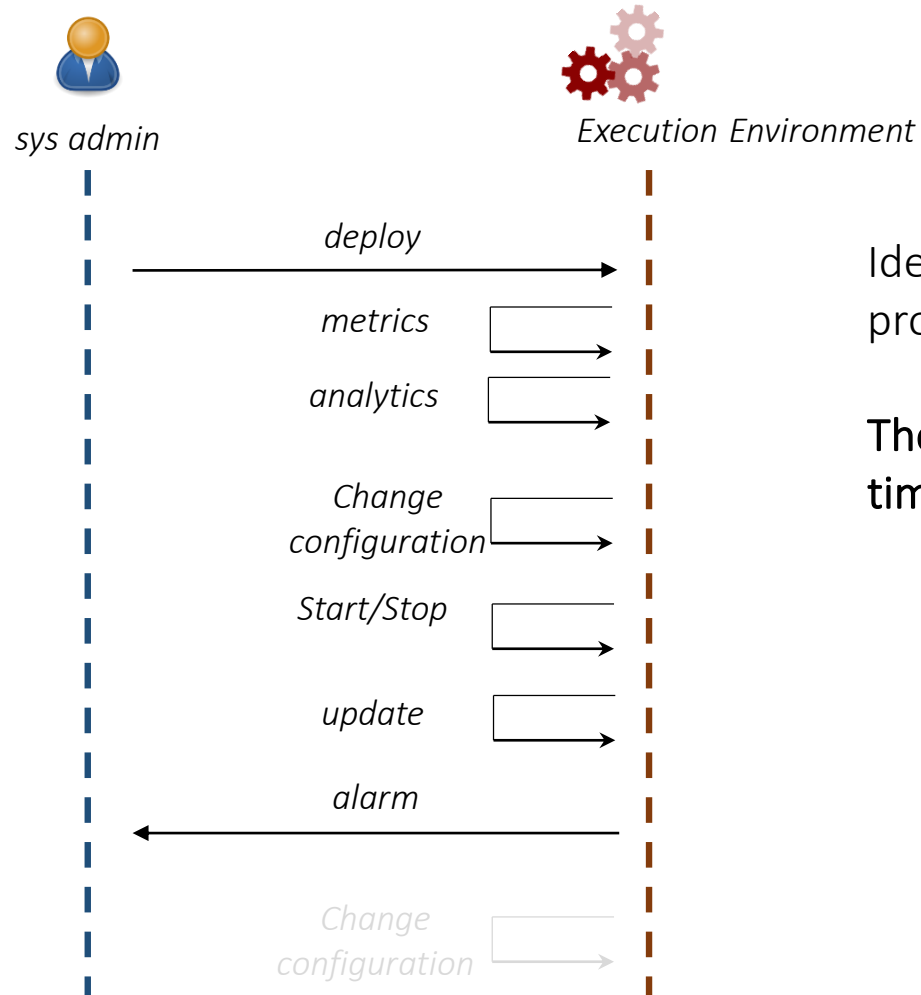 sys admin
Execution Environment
deploy
metrics
analytics
Change
configuration
Start/Stop
update
alarm
Change
configuration